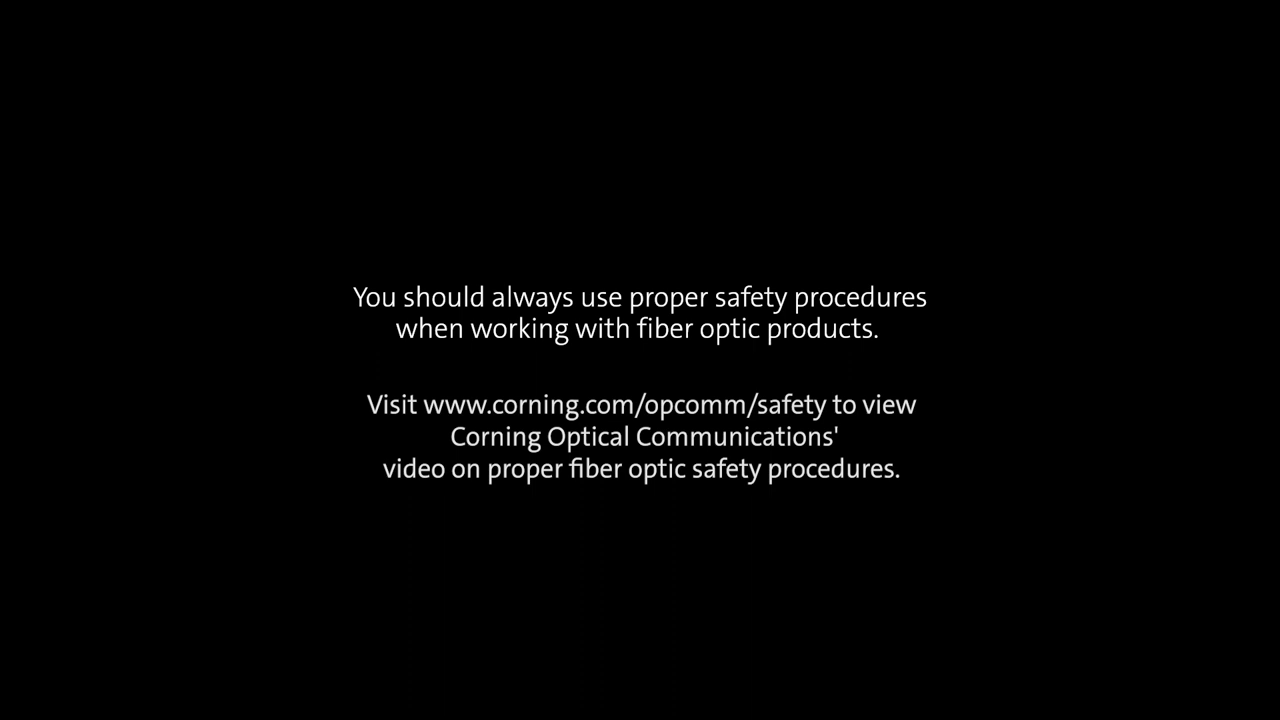 You should always use proper safety procedures
when working with fiber optic products.
Visit www.corning.com/opcomm/safety to view
Corning Optical Communications'
video on proper fiber optic safety procedures.